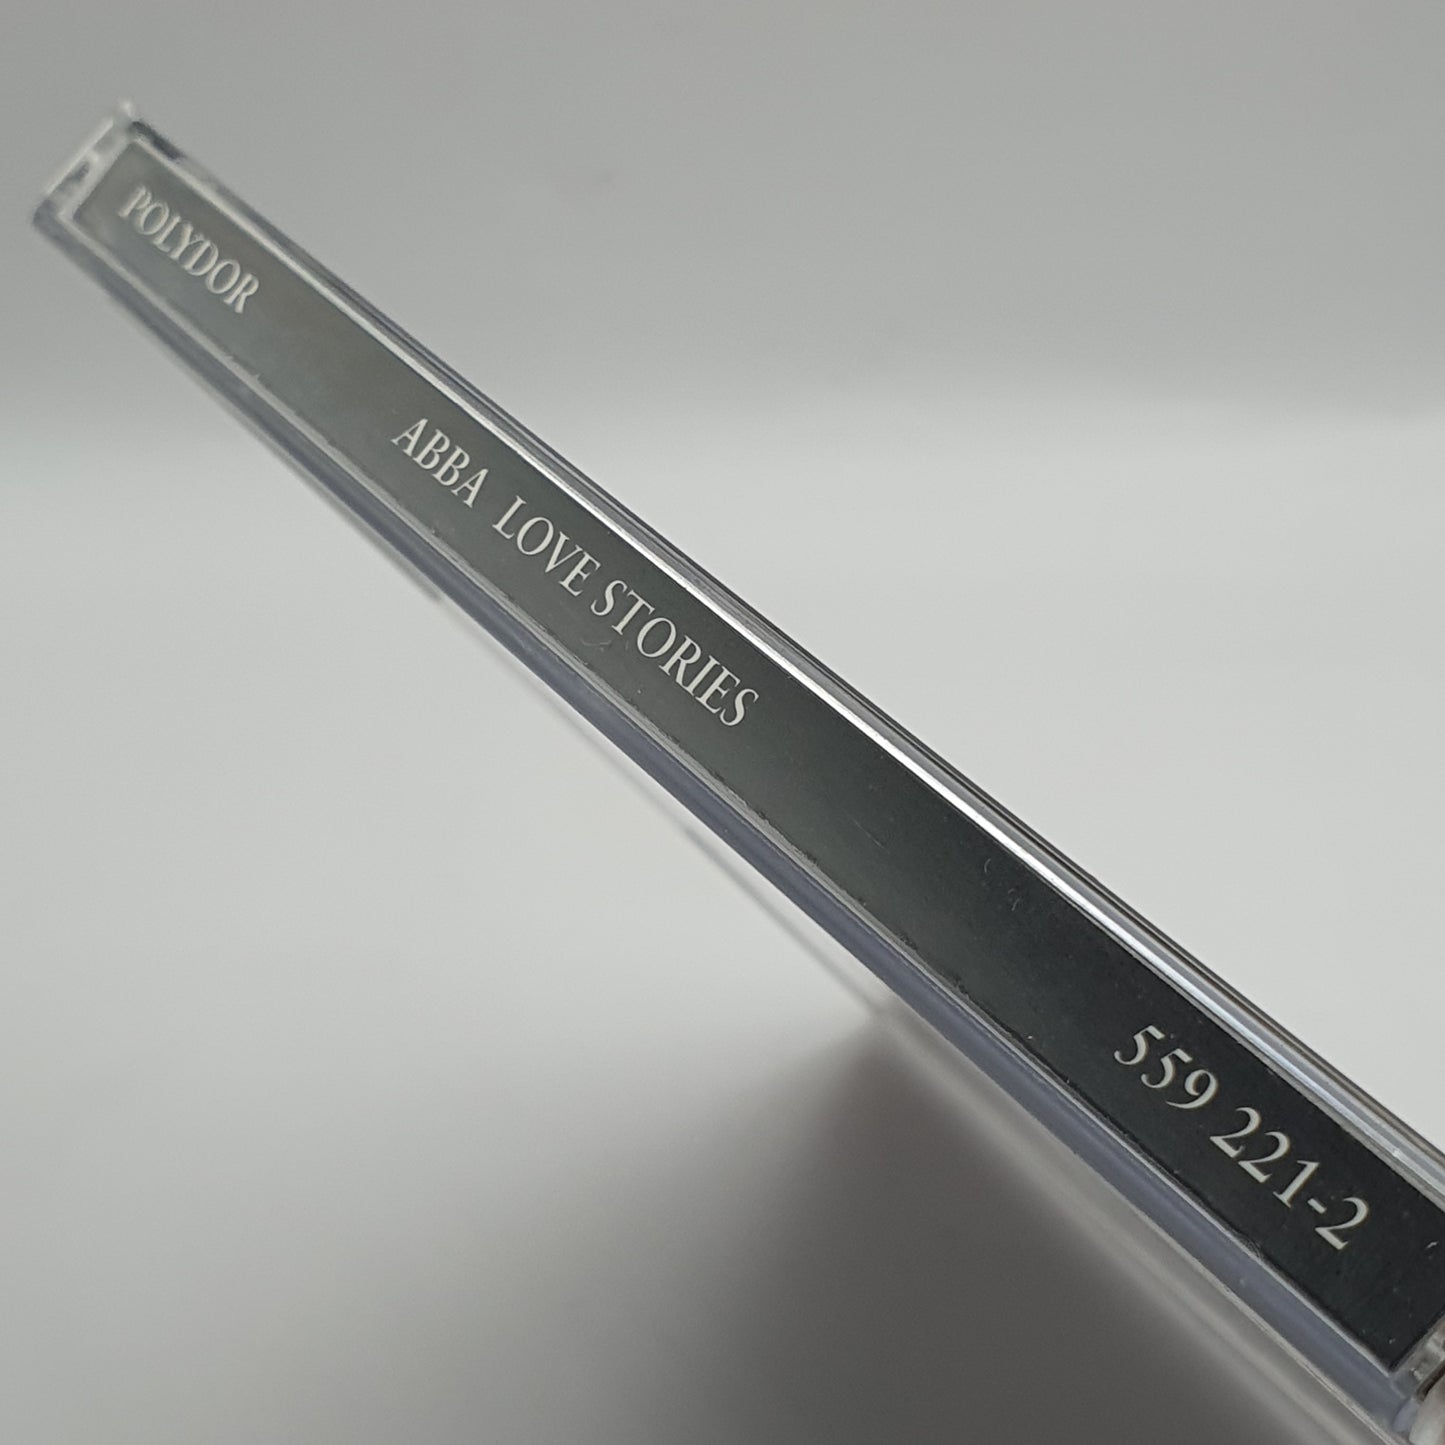 POLYDOR
ABBA LOVE STORIES
559 221-2